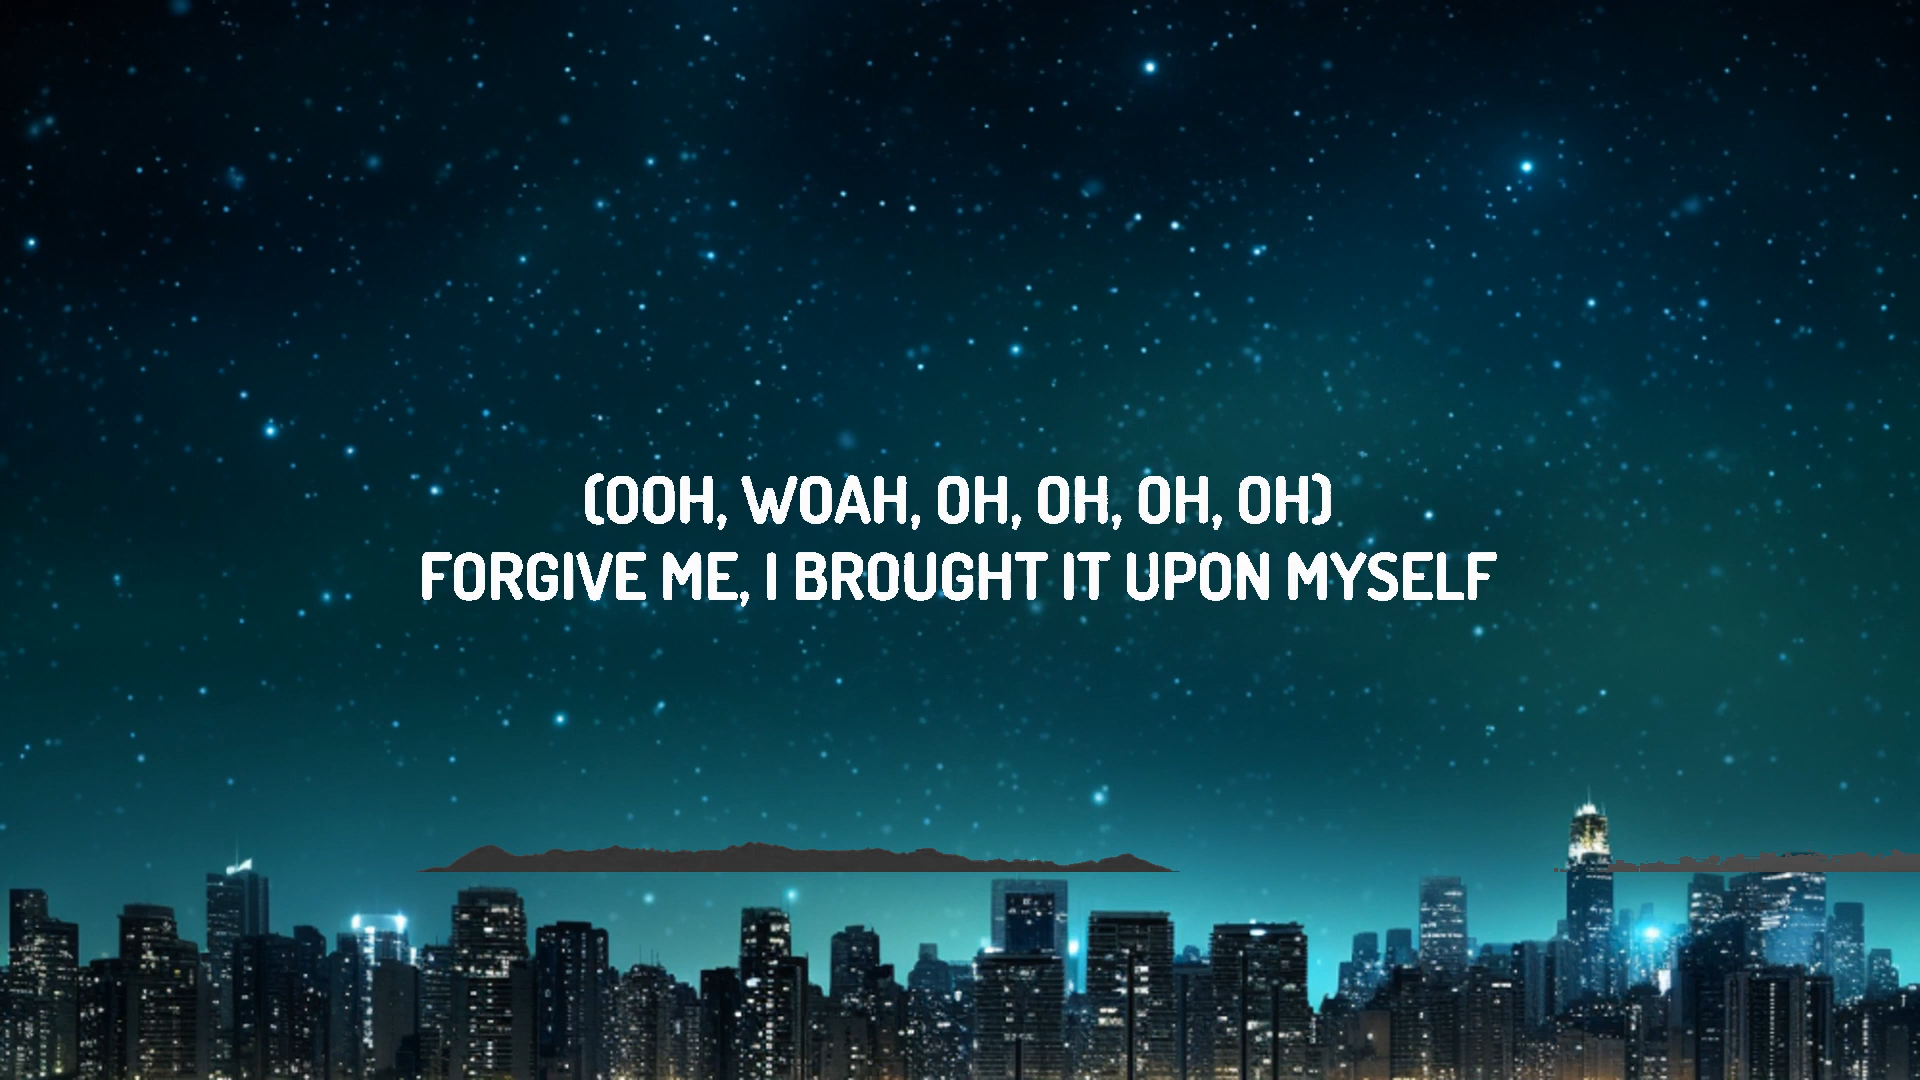 (OOH, WOAH, OH, OH, OH, OH)
FORGIVE ME, I BROUGHT IT UPON MYSELF